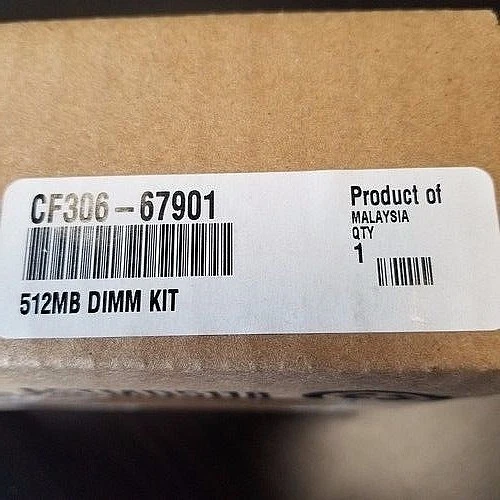 CF306-67901
512MB DIMM KIT
Product of
MALAYSIA
QTY
1